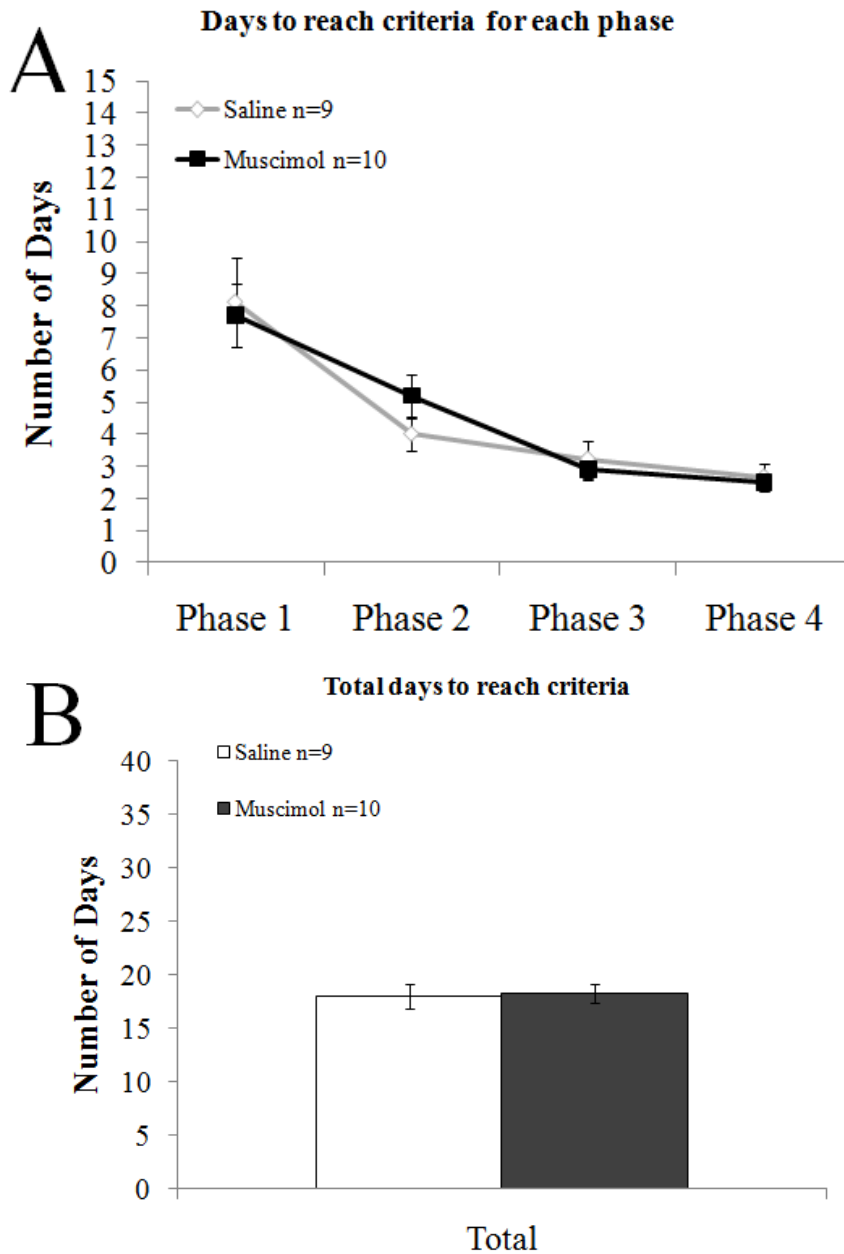 Days to reach criteria for each phase
A
15
14
13
12
11
10
9
8
7
6
5
4
3
2
1
0
Number of Days
Saline n=9
Muscimol n=10
Phase 1 Phase 2 Phase 3 Phase 4
Total days to reach criteria
B
40
35
30
25
20
15
10
5
0
Number of Days
Saline n=9
Muscimol n=10
Total